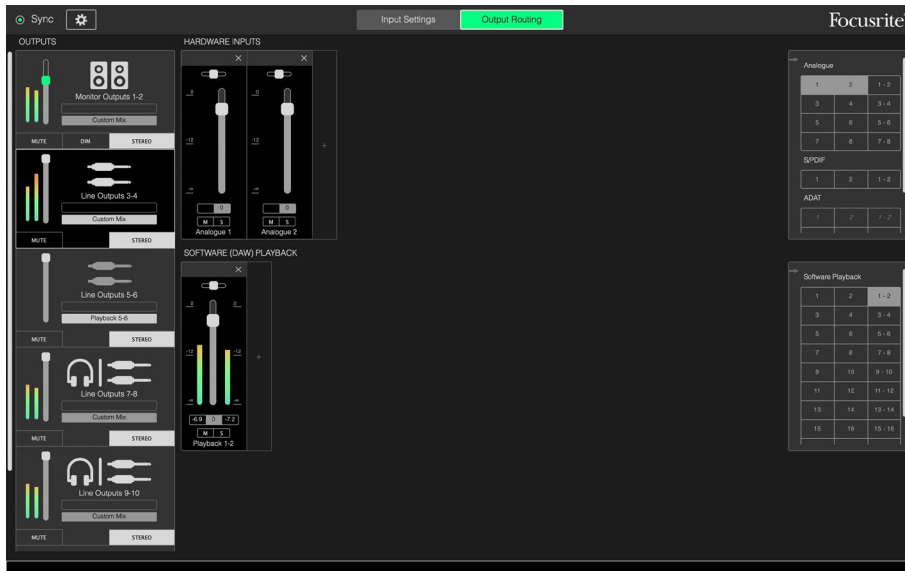 Sync
Input Settings
Output Routing
Focusrite
OUTPUTS
Monitor Outputs 1-2
Custom Mix
MUTE DIM STEREO
Line Outputs 3-4
Custom Mix
MUTE STEREO
Line Outputs 5-6
Playback 5-6
MUTE STEREO
Line Outputs 7-8
Custom Mix
MUTE STEREO
Line Outputs 9-10
Custom Mix
MUTE STEREO
HARDWARE INPUTS
0 0
-12 -12
-∞ -∞
0 0
M S M S
Analogue 1 Analogue 2
+
SOFTWARE (DAW) PLAYBACK
0 0
-12 -12
-∞ -∞
-6.9 0 -7.2
M S
Playback 1-2
+
Analogue
1 2 1 - 2
3 4 3 - 4
5 6 5 - 6
7 8 7 - 8
S/PDIF
1 2 1 - 2
ADAT
1 2 1 - 2
Software Playback
1 2 1 - 2
3 4 3 - 4
5 6 5 - 6
7 8 7 - 8
9 10 9 - 10
11 12 11 - 12
13 14 13 - 14
15 16 15 - 16